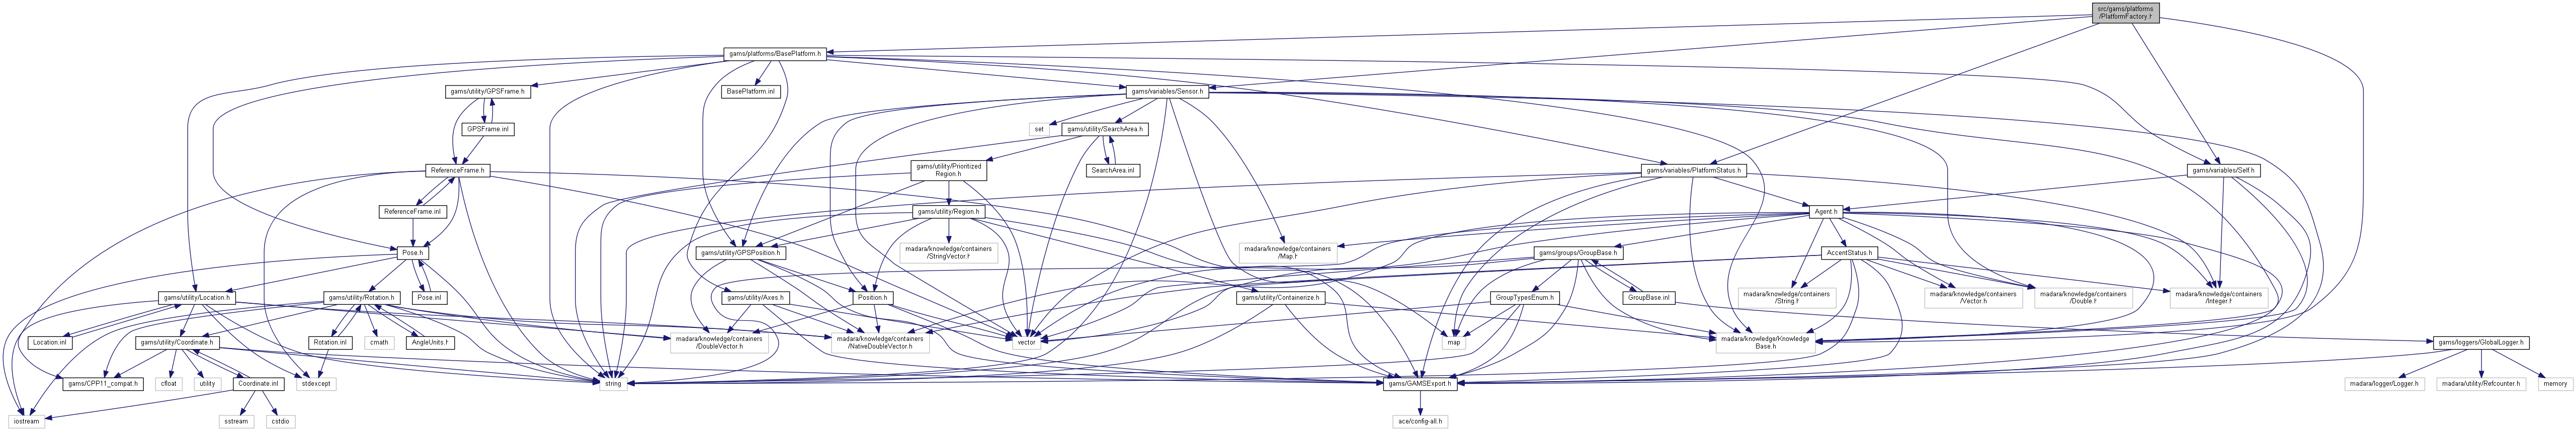 src/gams/platforms
/PlatformFactory.h
gams/platforms/BasePlatform.h
gams/utility/GPSFrame.h
BasePlatform.inl
gams/variables/Sensor.h
GPSFrame.inl
set
gams/utility/SearchArea.h
ReferenceFrame.h
gams/utility/Prioritized
Region.h
SearchArea.inl
gams/variables/PlatformStatus.h
gams/variables/Self.h
ReferenceFrame.inl
gams/utility/Region.h
Agent.h
Pose.h
gams/utility/GPSPosition.h
madara/knowledge/containers
/StringVector.h
madara/knowledge/containers
/Map.h
gams/groups/GroupBase.h
AccentStatus.h
gams/utility/Location.h
gams/utility/Rotation.h
Pose.inl
gams/utility/Axes.h
Position.h
gams/utility/Containerize.h
GroupTypesEnum.h
GroupBase.inl
madara/knowledge/containers
/String.h
madara/knowledge/containers
/Vector.h
madara/knowledge/containers
/Double.h
madara/knowledge/containers
/Integer.h
Location.inl
gams/utility/Coordinate.h
Rotation.inl
cmath
AngleUnits.h
madara/knowledge/containers
/DoubleVector.h
madara/knowledge/containers
/NativeDoubleVector.h
vector
map
madara/knowledge/Knowledge
Base.h
gams/loggers/GlobalLogger.h
gams/CPP11_compat.h
cfloat
utility
Coordinate.inl
stdexcept
string
gams/GAMSExport.h
madara/logger/Logger.h
madara/utility/Refcounter.h
memory
iostream
sstream
cstdio
ace/config-all.h